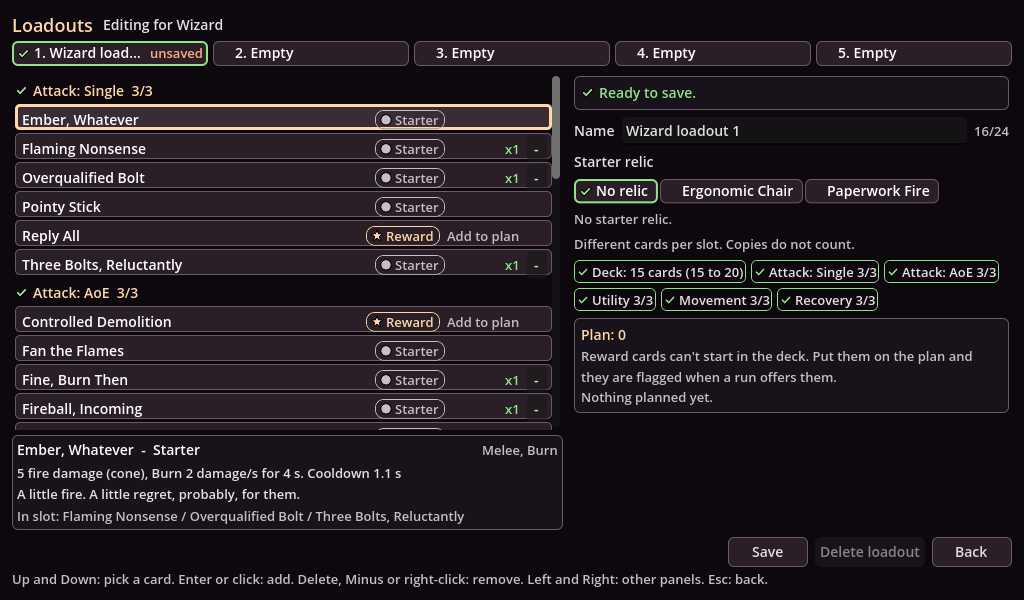 Loadouts Editing for Wizard
1. Wizard load... unsaved
2. Empty
3. Empty
4. Empty
5. Empty
Attack: Single 3/3
Ember, Whatever Starter
Flaming Nonsense Starter x1 -
Overqualified Bolt Starter x1 -
Pointy Stick Starter
Reply All Reward Add to plan
Three Bolts, Reluctantly Starter x1 -
Attack: AoE 3/3
Controlled Demolition Reward Add to plan
Fan the Flames Starter
Fine, Burn Then Starter x1 -
Fireball, Incoming Starter x1 -
Ember, Whatever - Starter Melee, Burn
5 fire damage (cone), Burn 2 damage/s for 4 s. Cooldown 1.1 s
A little fire. A little regret, probably, for them.
In slot: Flaming Nonsense / Overqualified Bolt / Three Bolts, Reluctantly
Ready to save.
Name Wizard loadout 1 16/24
Starter relic
No relic Ergonomic Chair Paperwork Fire
No starter relic.
Different cards per slot. Copies do not count.
Deck: 15 cards (15 to 20) Attack: Single 3/3 Attack: AoE 3/3
Utility 3/3 Movement 3/3 Recovery 3/3
Plan: 0
Reward cards can't start in the deck. Put them on the plan and
they are flagged when a run offers them.
Nothing planned yet.
Save Delete loadout Back
Up and Down: pick a card. Enter or click: add. Delete, Minus or right-click: remove. Left and Right: other panels. Esc: back.